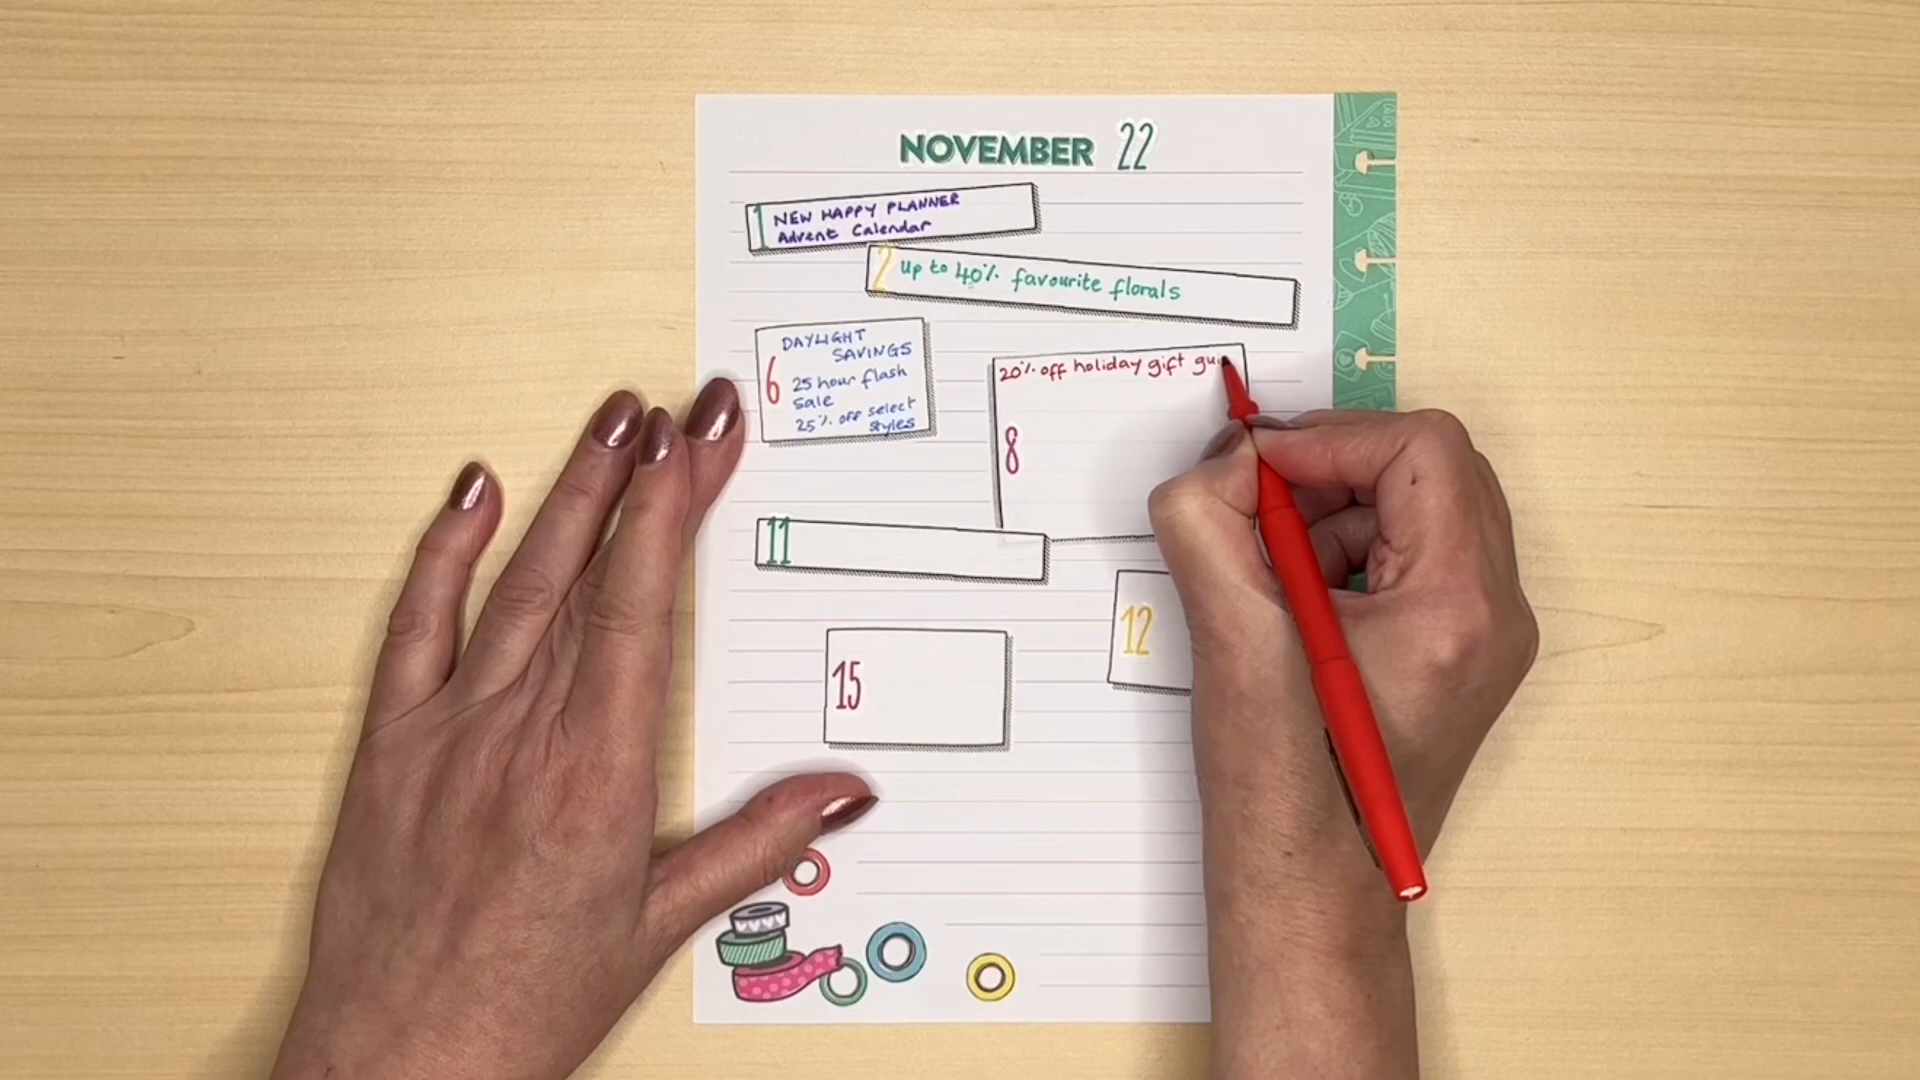 NOVEMBER 22
1 NEW HAPPY PLANNER
Advent Calendar
2 Up to 40% favourite florals
DAYLIGHT
SAVINGS
6 25 hour flash
sale
25% off select
styles
20% off holiday gift gui
8
11
12
15